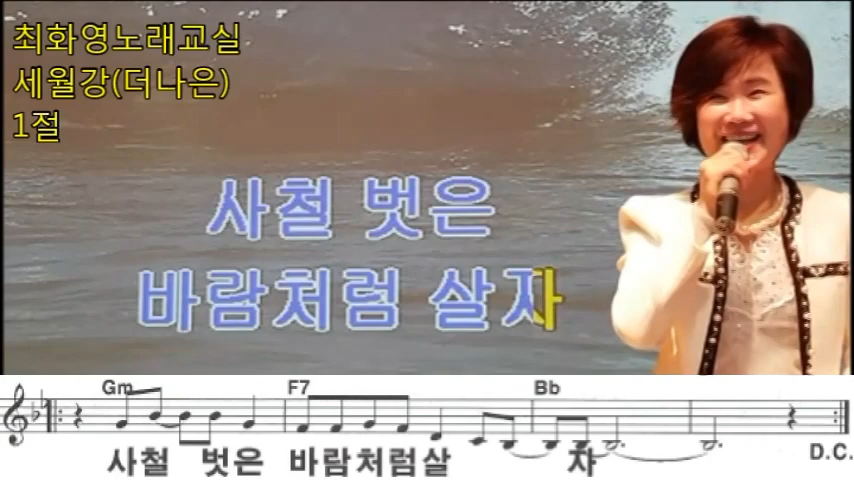 최화영노래교실
세월강(더나은)
1절
사철 벗은
바람처럼 살자
Gm F7 Bb
사철 벗은 바람처럼살 자
D.C.